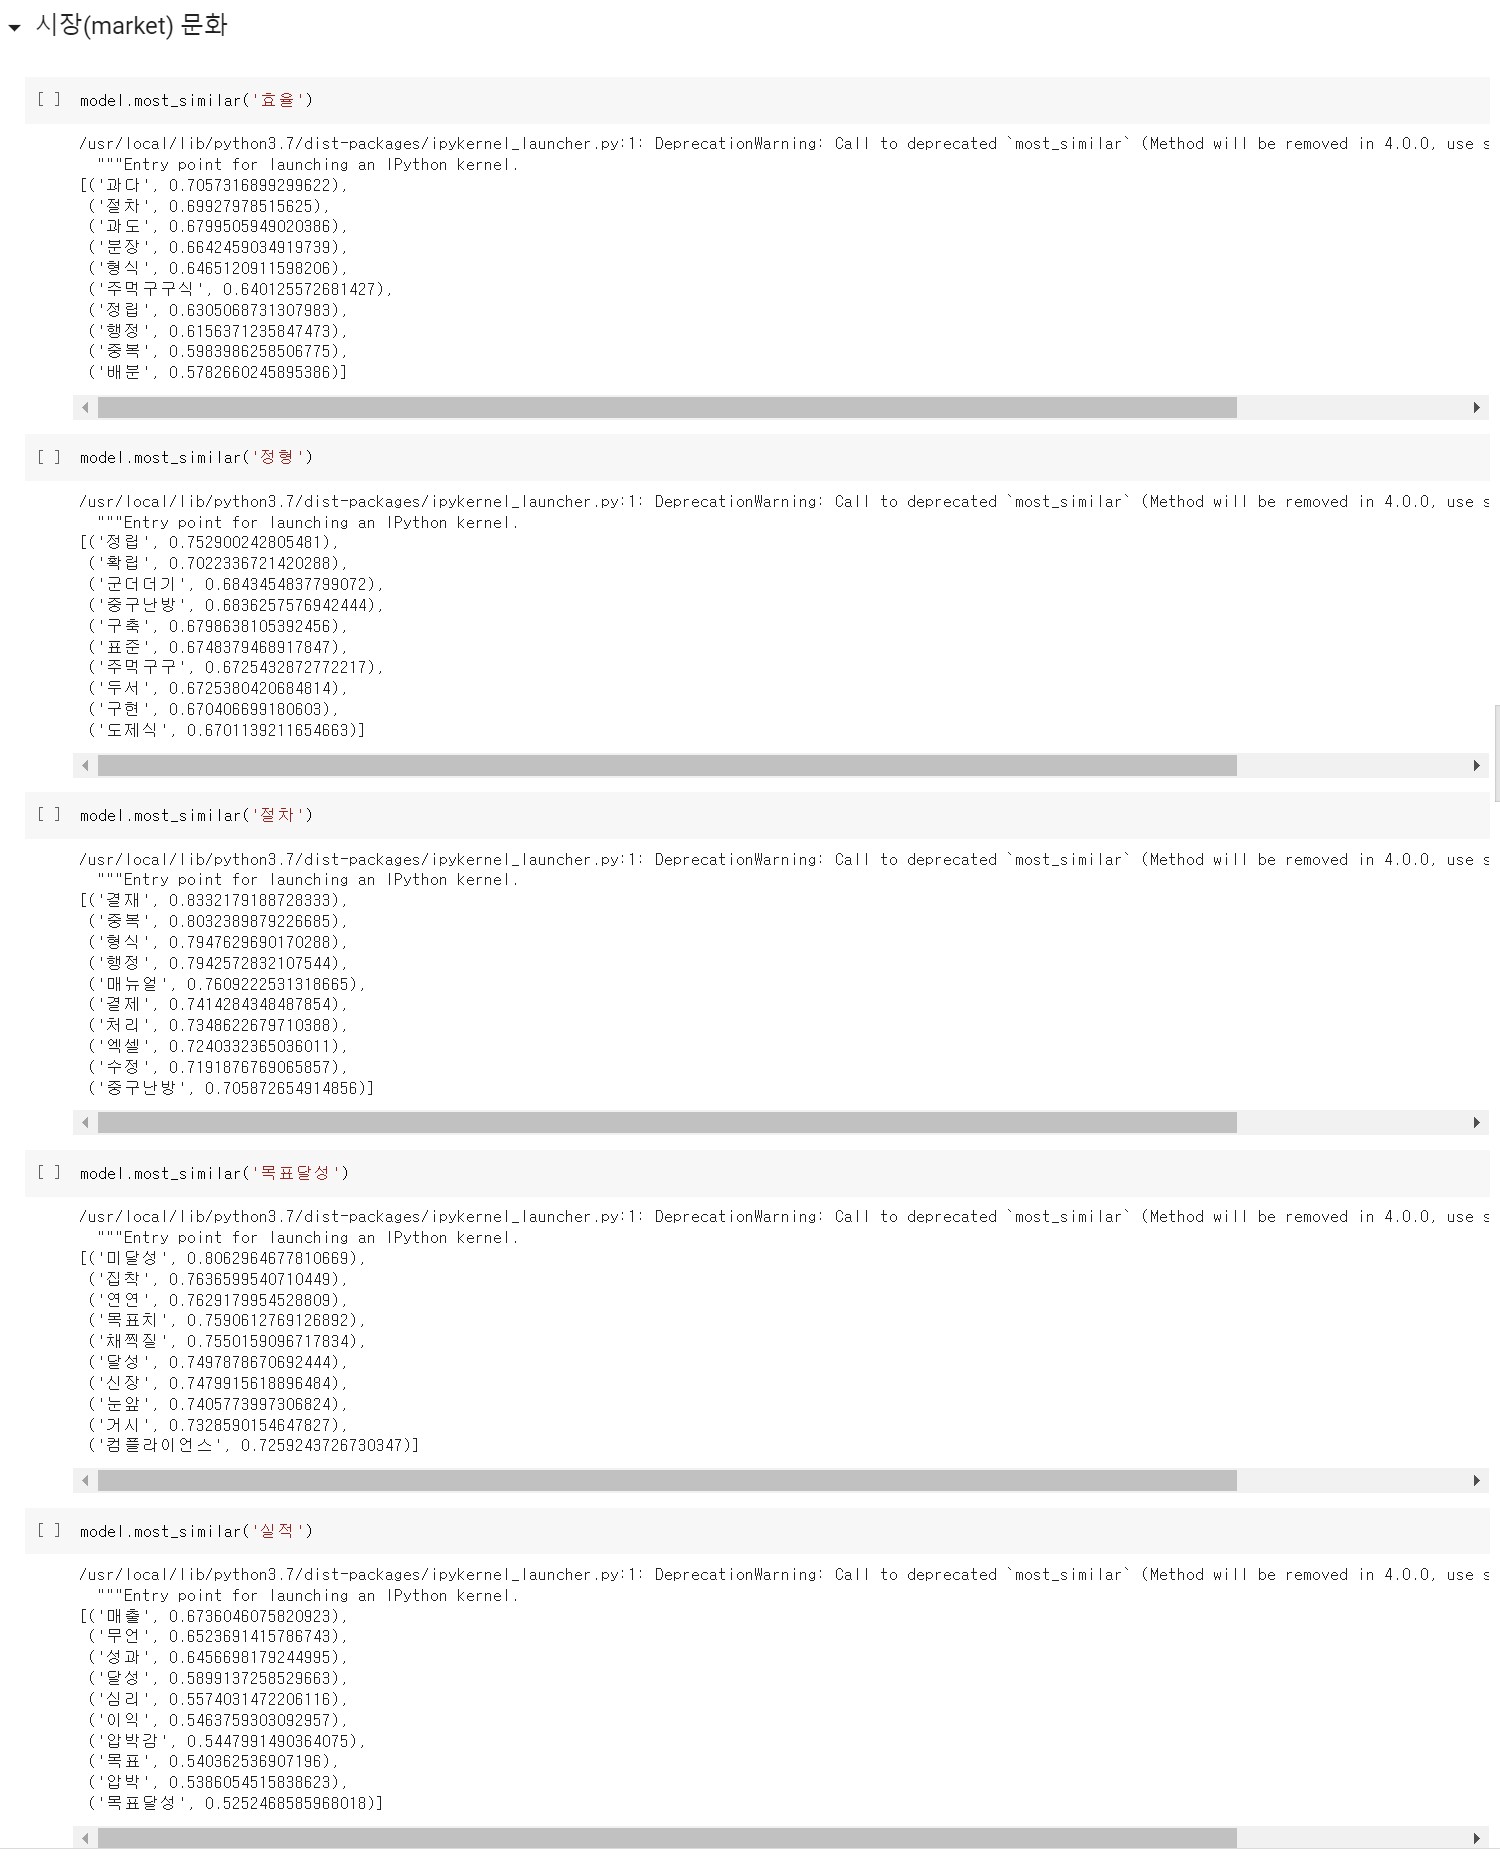 시장(market) 문화
[ ] model.most_similar('효율')
/usr/local/lib/python3.7/dist-packages/ipykernel_launcher.py:1: DeprecationWarning: Call to deprecated `most_similar` (Method will be removed in 4.0.0, use s
"""Entry point for launching an IPython kernel.
[('과다', 0.7057316899299622),
('절차', 0.69927978515625),
('과도', 0.6799505949020386),
('분장', 0.6642459034919739),
('형식', 0.6465120911598206),
('주먹구구식', 0.640125572681427),
('정립', 0.6305068731307983),
('행정', 0.6156371235847473),
('중복', 0.5983986258506775),
('배분', 0.5782660245895386)]
[ ] model.most_similar('정형')
/usr/local/lib/python3.7/dist-packages/ipykernel_launcher.py:1: DeprecationWarning: Call to deprecated `most_similar` (Method will be removed in 4.0.0, use s
"""Entry point for launching an IPython kernel.
[('정립', 0.752900242805481),
('확립', 0.7022336721420288),
('군더더기', 0.6843454837799072),
('중구난방', 0.6836257576942444),
('구축', 0.6798638105392456),
('표준', 0.6748379468917847),
('주먹구구', 0.6725432872772217),
('두서', 0.6725380420684814),
('구현', 0.670406699180603),
('도제식', 0.6701139211654663)]
[ ] model.most_similar('절차')
/usr/local/lib/python3.7/dist-packages/ipykernel_launcher.py:1: DeprecationWarning: Call to deprecated `most_similar` (Method will be removed in 4.0.0, use s
"""Entry point for launching an IPython kernel.
[('결재', 0.8332179188728333),
('중복', 0.8032389879226685),
('형식', 0.7947629690170288),
('행정', 0.7942572832107544),
('매뉴얼', 0.7609222531318665),
('결제', 0.7414284348487854),
('처리', 0.7348622679710388),
('엑셀', 0.7240332365036011),
('수정', 0.7191876769065857),
('중구난방', 0.705872654914856)]
[ ] model.most_similar('목표달성')
/usr/local/lib/python3.7/dist-packages/ipykernel_launcher.py:1: DeprecationWarning: Call to deprecated `most_similar` (Method will be removed in 4.0.0, use s
"""Entry point for launching an IPython kernel.
[('미달성', 0.8062964677810669),
('집착', 0.7636599540710449),
('연연', 0.7629179954528809),
('목표치', 0.7590612769126892),
('채찍질', 0.7550159096717834),
('달성', 0.7497878670692444),
('신장', 0.7479915618896484),
('눈앞', 0.7405773997306824),
('거시', 0.7328590154647827),
('컴플라이언스', 0.7259243726730347)]
[ ] model.most_similar('실적')
/usr/local/lib/python3.7/dist-packages/ipykernel_launcher.py:1: DeprecationWarning: Call to deprecated `most_similar` (Method will be removed in 4.0.0, use s
"""Entry point for launching an IPython kernel.
[('매출', 0.6736046075820923),
('무언', 0.6523691415786743),
('성과', 0.6456698179244995),
('달성', 0.5899137258529663),
('심리', 0.5574031472206116),
('이익', 0.5463759303092957),
('압박감', 0.5447991490364075),
('목표', 0.540362536907196),
('압박', 0.5386054515838623),
('목표달성', 0.5252468585968018)]